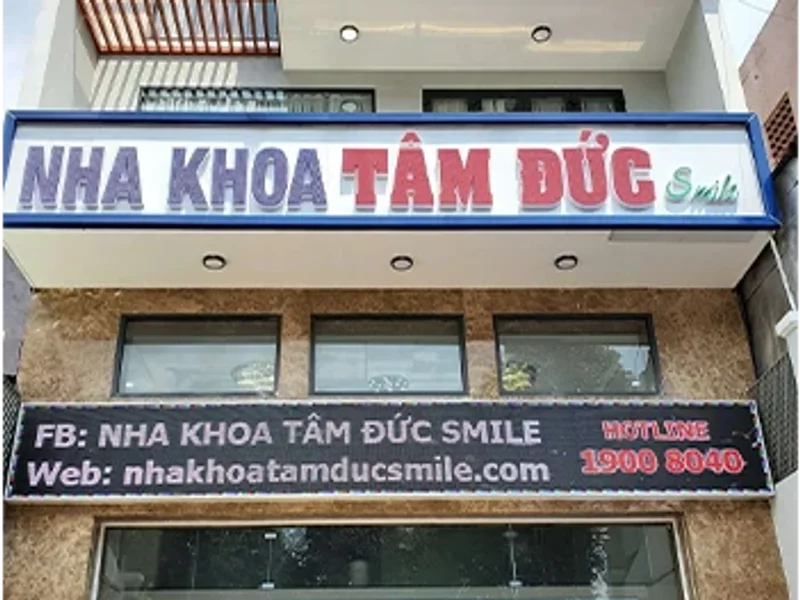 NHA KHOA TÂM ĐỨC Smile
FB: NHA KHOA TÂM ĐỨC SMILE
Web: nhakhoatamducsmile.com
HOTLINE
1900 8040